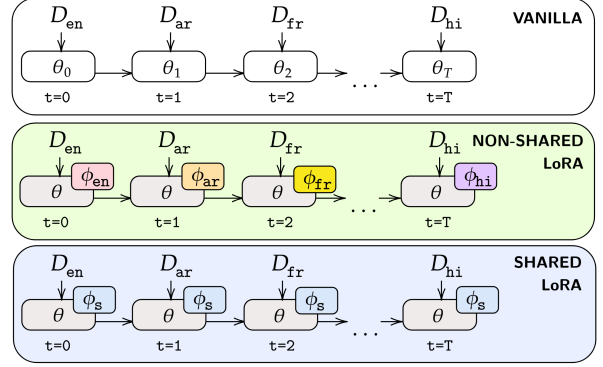 D_en D_ar D_fr D_hi VANILLA
θ_0 θ_1 θ_2 ... θ_T
t=0 t=1 t=2 t=T
D_en D_ar D_fr D_hi NON-SHARED
LoRA
θ ϕ_en θ ϕ_ar θ ϕ_fr ... θ ϕ_hi
t=0 t=1 t=2 t=T
D_en D_ar D_fr D_hi SHARED
LoRA
θ ϕ_s θ ϕ_s θ ϕ_s ... θ ϕ_s
t=0 t=1 t=2 t=T